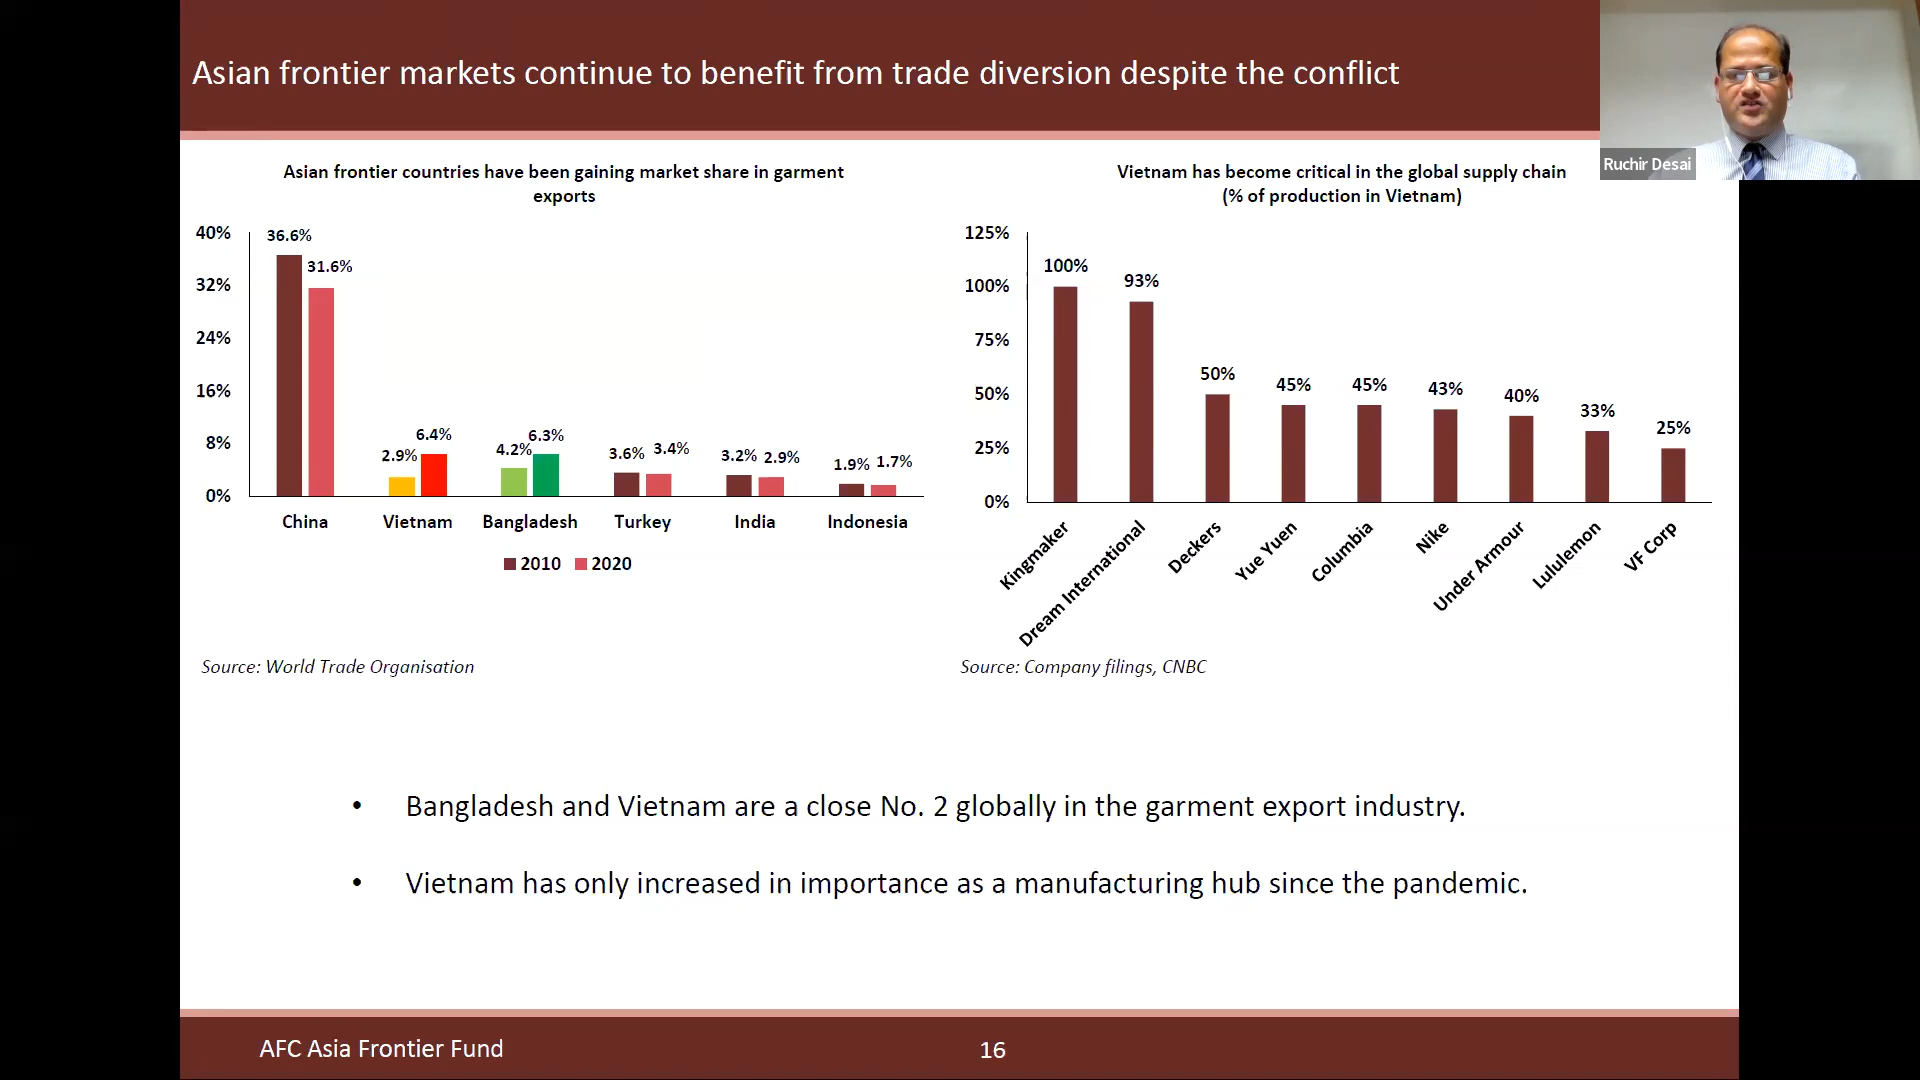 Asian frontier markets continue to benefit from trade diversion despite the conflict
Ruchir Desai
Asian frontier countries have been gaining market share in garment
exports
40%
32%
24%
16%
8%
0%
36.6%
31.6%
2.9%
6.4%
4.2%
6.3%
3.6%
3.4%
3.2%
2.9%
1.9%
1.7%
China
Vietnam
Bangladesh
Turkey
India
Indonesia
2010
2020
Source: World Trade Organisation
Vietnam has become critical in the global supply chain
(% of production in Vietnam)
125%
100%
75%
50%
25%
0%
100%
93%
50%
45%
45%
43%
40%
33%
25%
Kingmaker
Dream International
Deckers
Yue Yuen
Columbia
Nike
Under Armour
Lululemon
VF Corp
Source: Company filings, CNBC
• Bangladesh and Vietnam are a close No. 2 globally in the garment export industry.
• Vietnam has only increased in importance as a manufacturing hub since the pandemic.
AFC Asia Frontier Fund
16